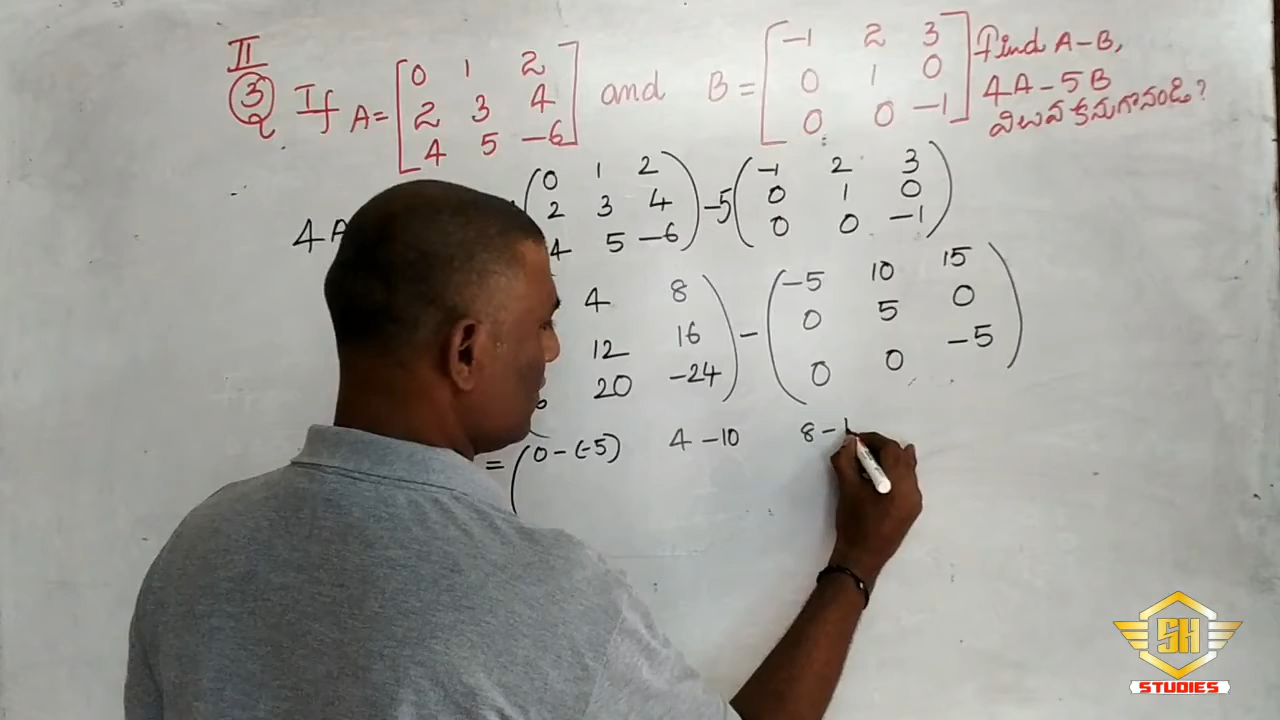 II
3 If A = [0 1 2 and B = [-1 2 3] Find A-B,
2 3 4 0 1 0 4A-5B
4 5 -6] 0 0 -1 విలువ కనుగొనండి?
4A (0 1 2 -5 (-1 2 3
2 3 4 0 1 0
4 5 -6) 0 0 -1)
4 8 - (-5 10 15
12 16 0 5 0
20 -24) 0 0 -5)
= (0-(-5) 4-10 8-1
SH
STUDIES